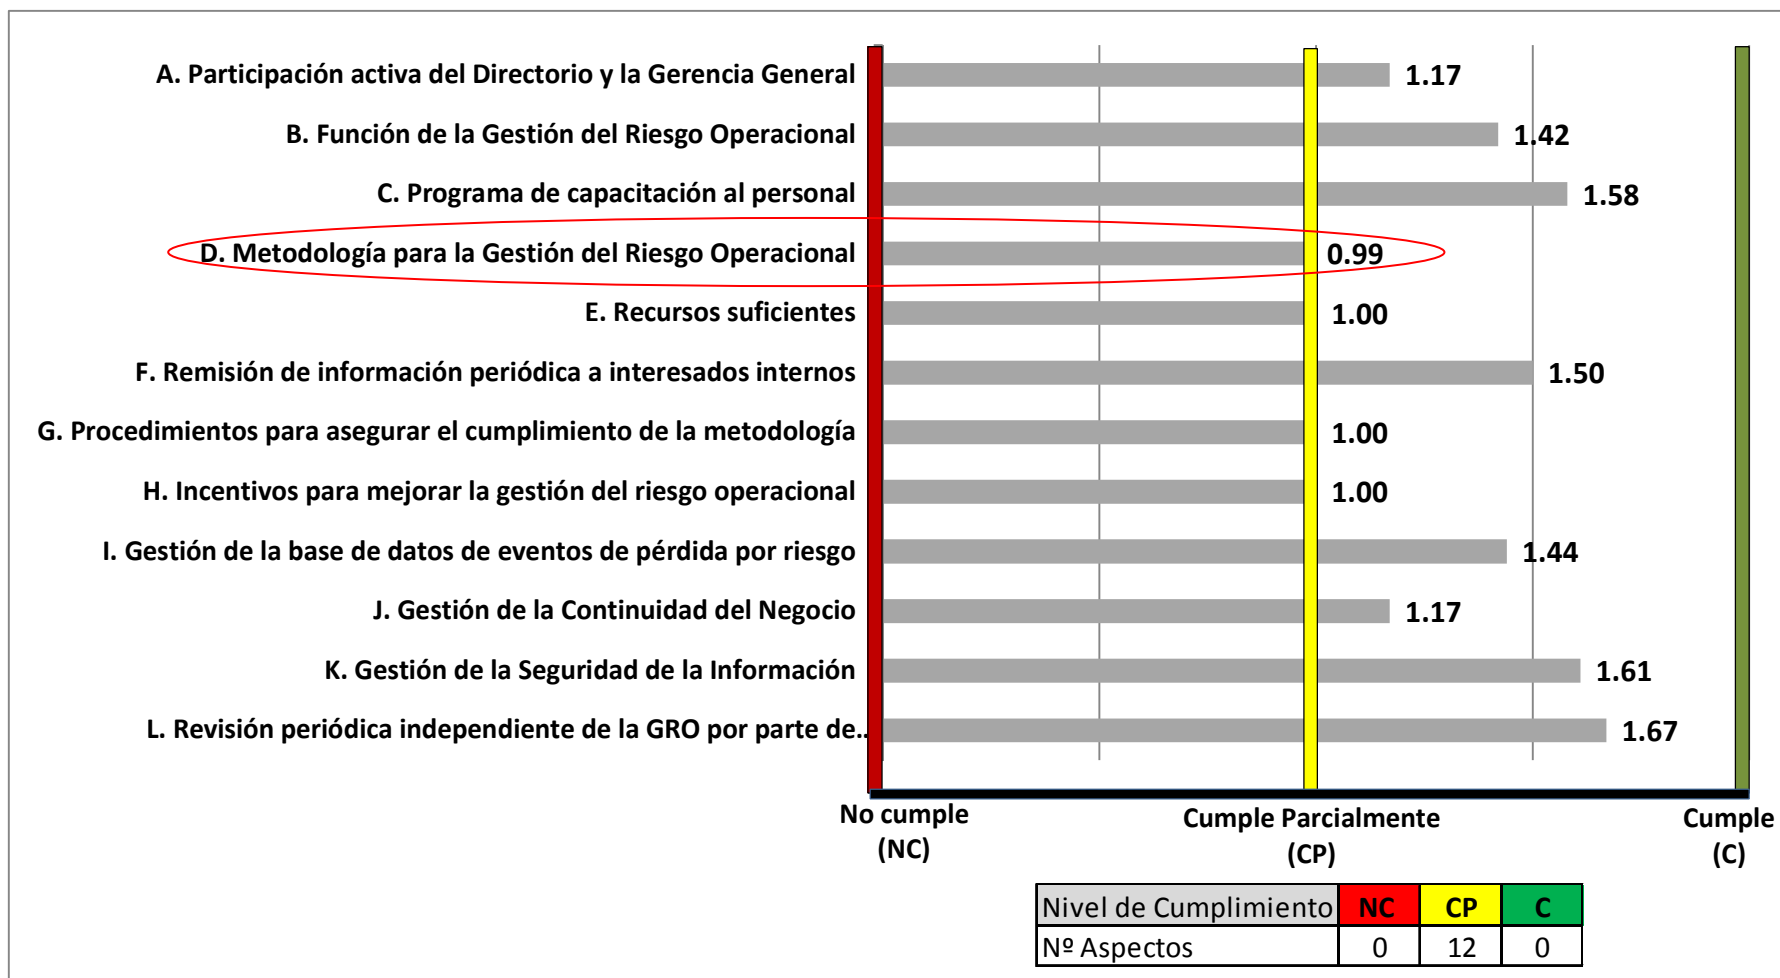 A. Participación activa del Directorio y la Gerencia General 1.17
B. Función de la Gestión del Riesgo Operacional 1.42
C. Programa de capacitación al personal 1.58
D. Metodología para la Gestión del Riesgo Operacional 0.99
E. Recursos suficientes 1.00
F. Remisión de información periódica a interesados internos 1.50
G. Procedimientos para asegurar el cumplimiento de la metodología 1.00
H. Incentivos para mejorar la gestión del riesgo operacional 1.00
I. Gestión de la base de datos de eventos de pérdida por riesgo 1.44
J. Gestión de la Continuidad del Negocio 1.17
K. Gestión de la Seguridad de la Información 1.61
L. Revisión periódica independiente de la GRO por parte de.. 1.67
No cumple Cumple Parcialmente Cumple
(NC) (CP) (C)
Nivel de Cumplimiento NC CP C
Nº Aspectos 0 12 0